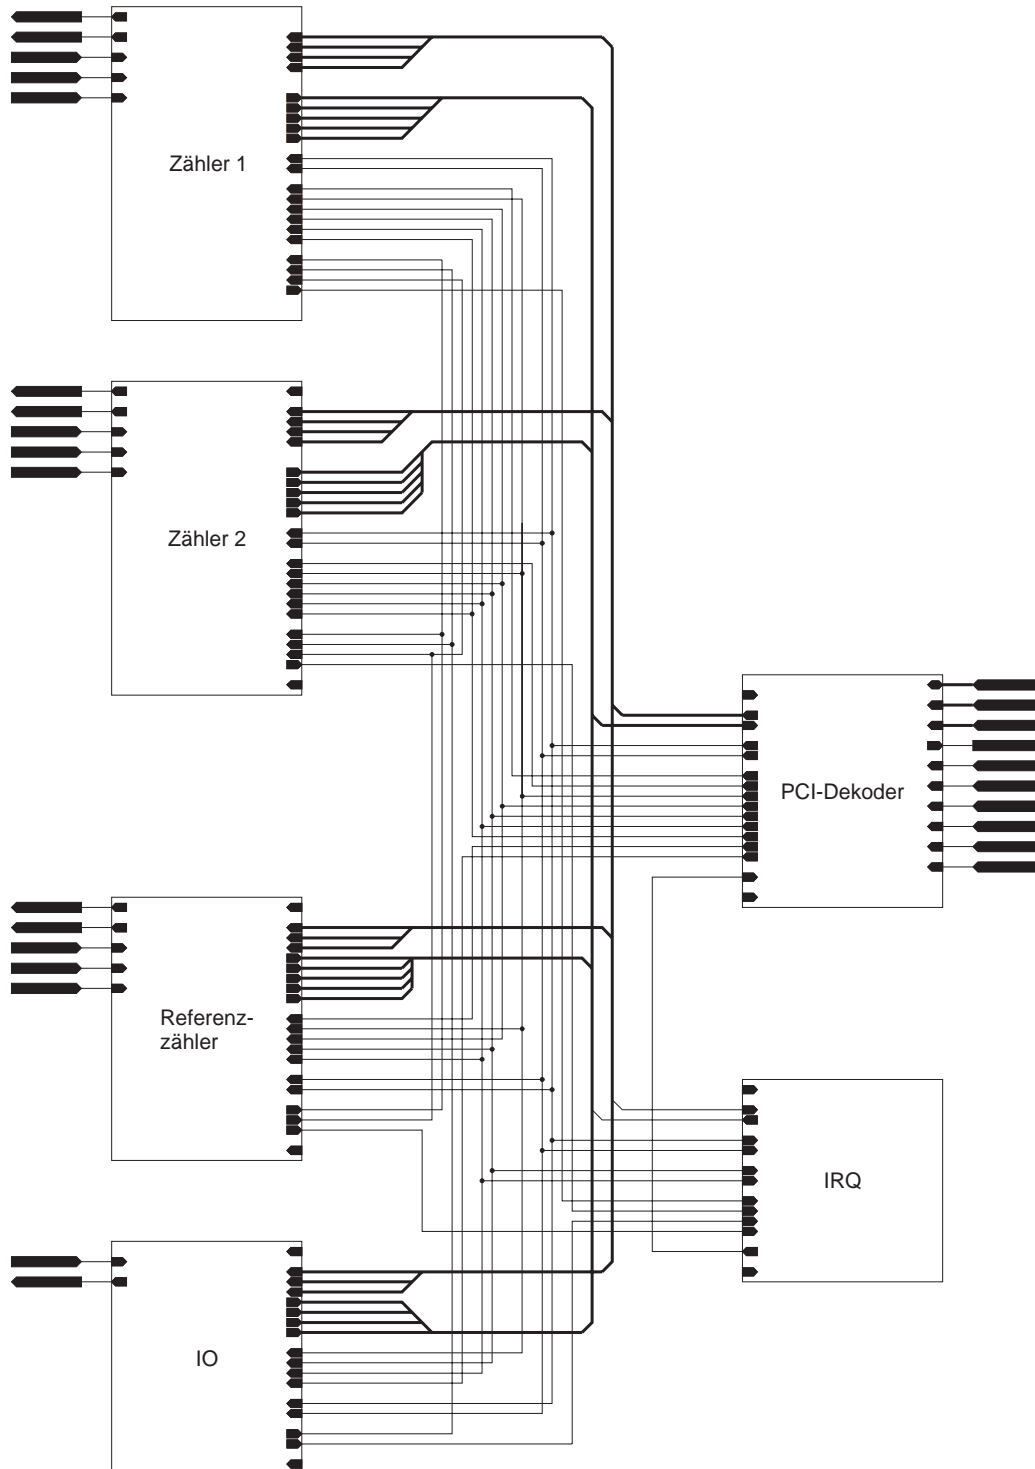 Zähler 1
Zähler 2
PCI-Dekoder
Referenz-
zähler
IRQ
IO